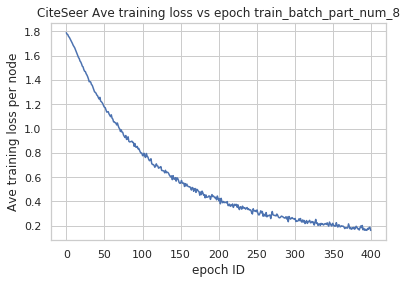 CiteSeer Ave training loss vs epoch train_batch_part_num_8
1.8
1.6
1.4
1.2
1.0
0.8
0.6
0.4
0.2
Ave training loss per node
0 50 100 150 200 250 300 350 400
epoch ID